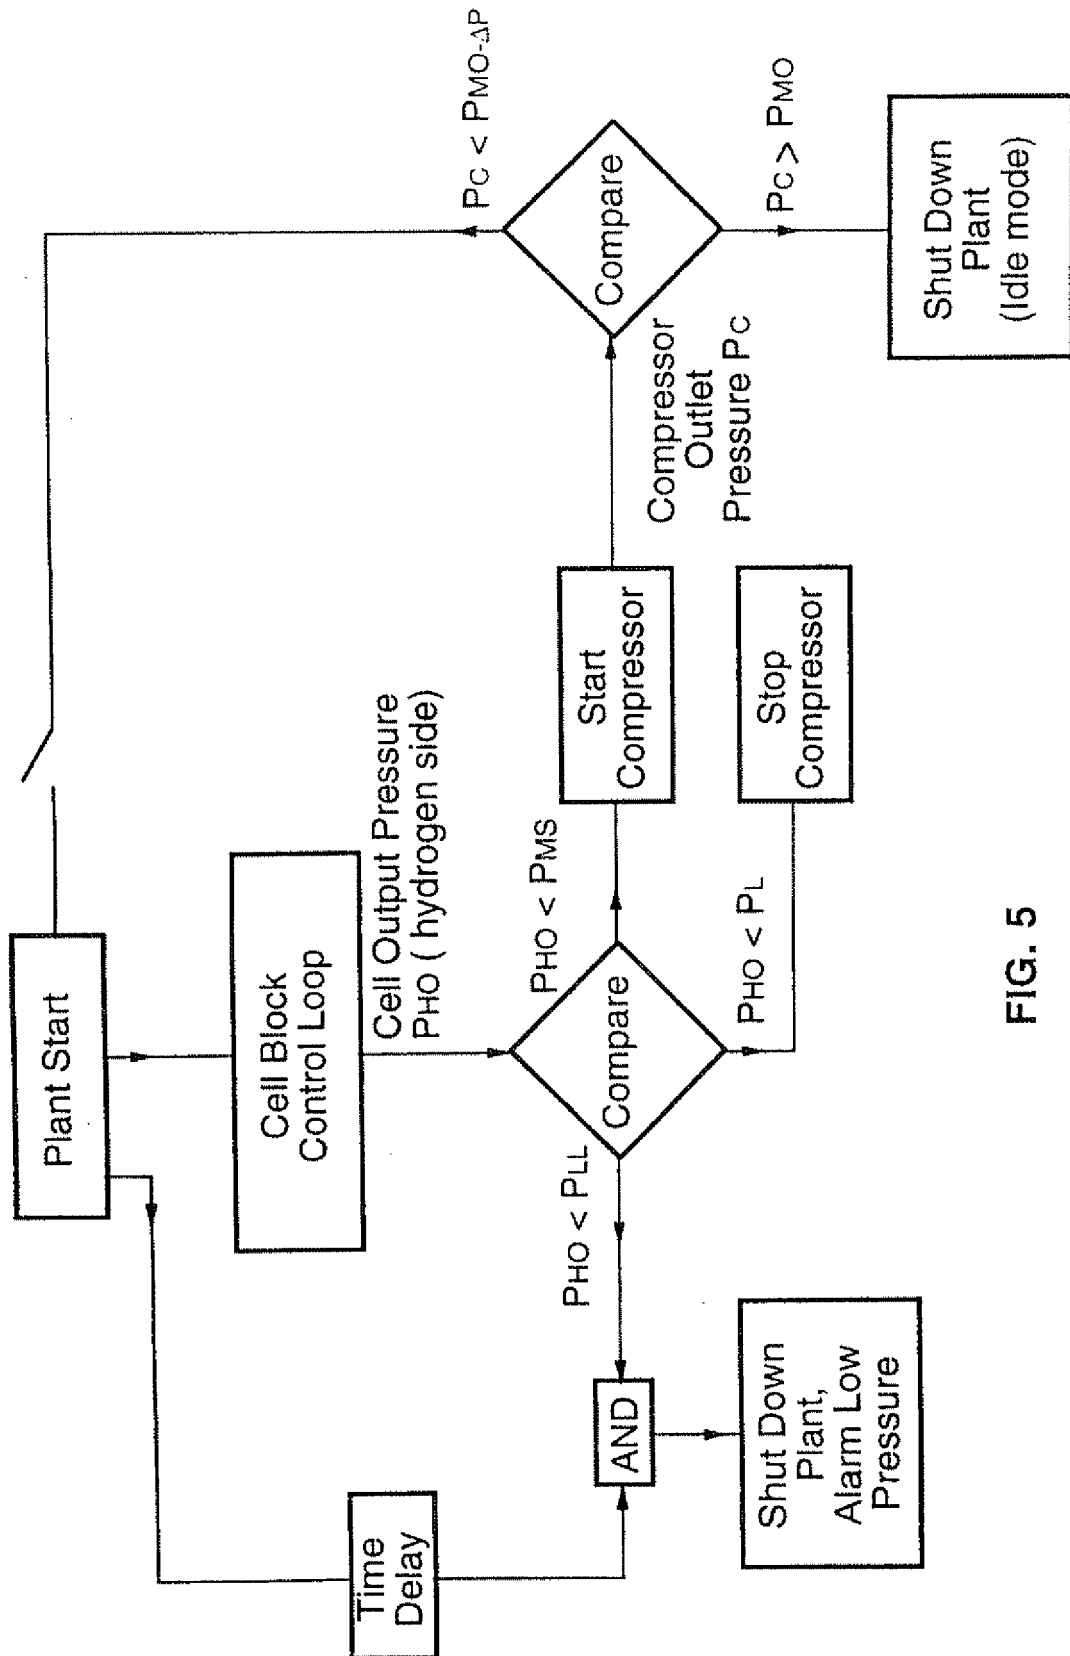 Plant Start
Cell Block
Control Loop
Cell Output Pressure
PHO ( hydrogen side)
Compare
PHO < PMS
PHO < PL
PHO < PLL
Start
Compressor
Stop
Compressor
Compressor
Outlet
Pressure PC
Compare
PC < PMO-ΔP
PC > PMO
Shut Down
Plant
(Idle mode)
Time
Delay
AND
Shut Down
Plant,
Alarm Low
Pressure
FIG. 5